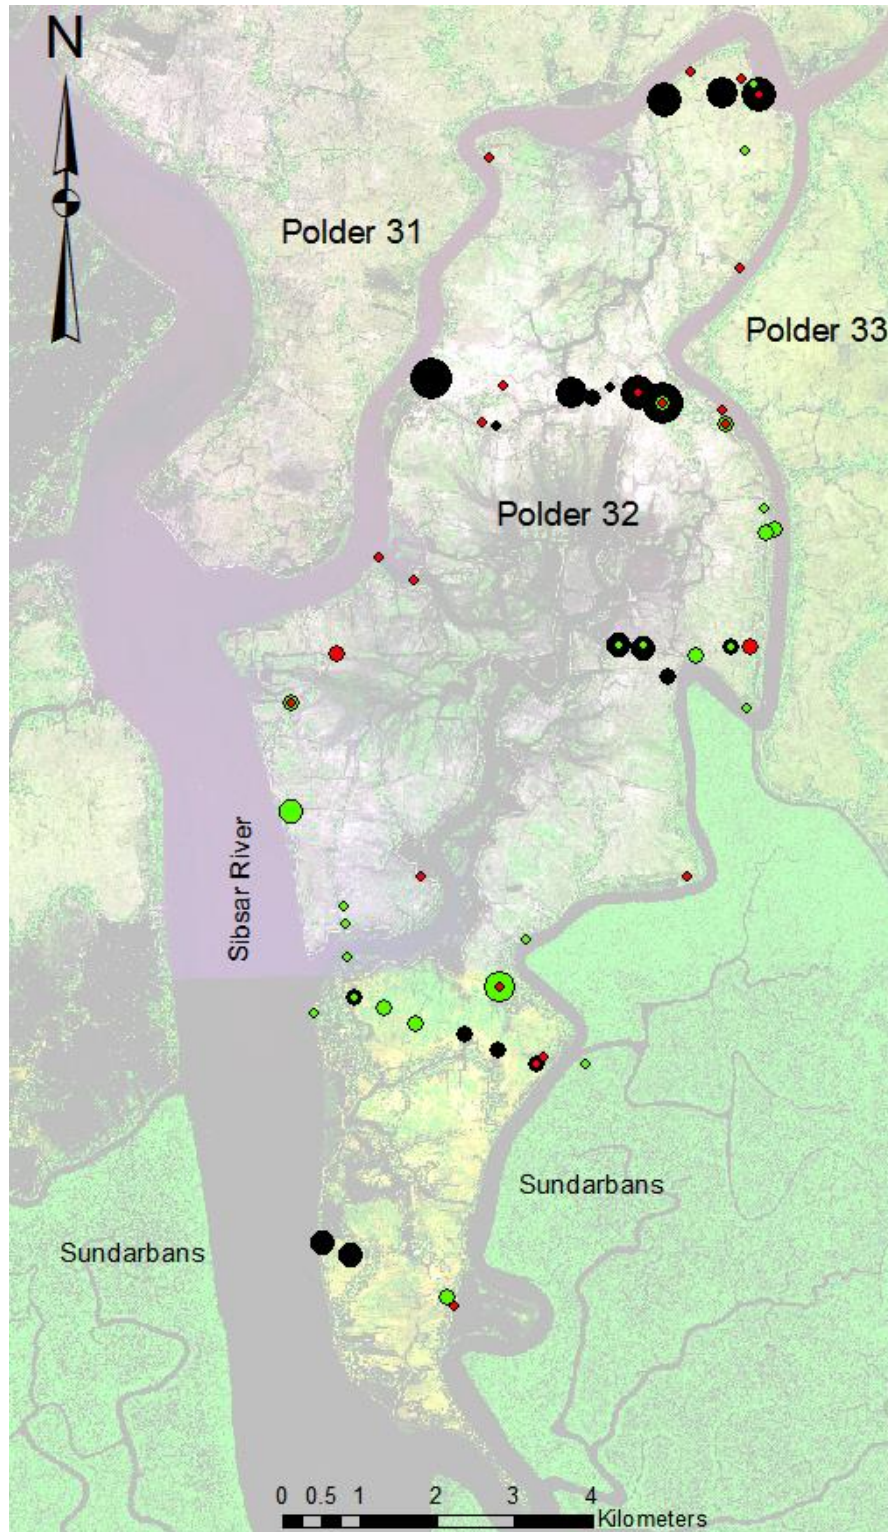 N
Polder 31
Polder 33
Polder 32
Sibsar River
Sundarbans
Sundarbans
0 0.5 1 2 3 4
Kilometers